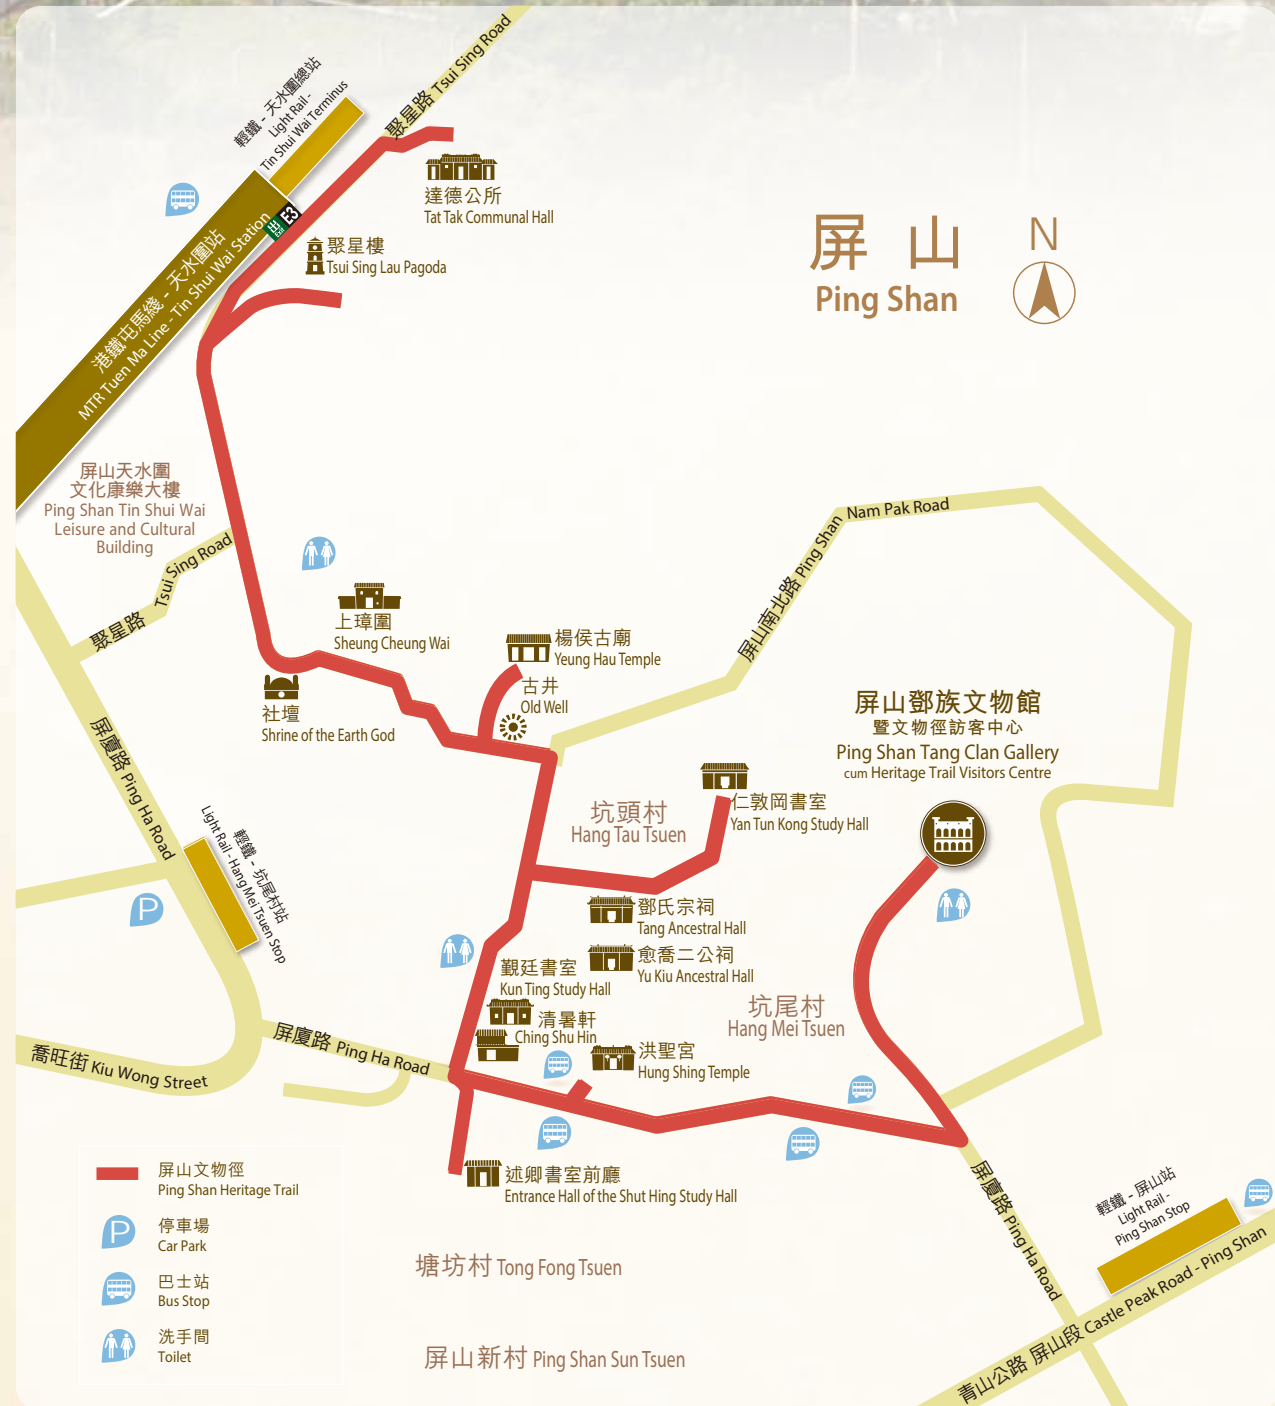 聚星路 Tsui Sing Road
輕鐵 - 天水圍總站
Light Rail -
Tin Shui Wai Terminus
達德公所
Tat Tak Communal Hall
出 E3
Exit
聚星樓
Tsui Sing Lau Pagoda
港鐵屯馬綫 - 天水圍站
MTR Tuen Ma Line - Tin Shui Wai Station
屏山
Ping Shan
N
屏山天水圍
文化康樂大樓
Ping Shan Tin Shui Wai
Leisure and Cultural
Building
聚星路 Tsui Sing Road
屏山南北路 Ping Shan
Nam Pak Road
上璋圍
Sheung Cheung Wai
楊侯古廟
Yeung Hau Temple
古井
Old Well
社壇
Shrine of the Earth God
屏山鄧族文物館
暨文物徑訪客中心
Ping Shan Tang Clan Gallery
cum Heritage Trail Visitors Centre
屏廈路 Ping Ha Road
輕鐵 - 坑尾村站
Light Rail - Hang Mei Tsuen Stop
坑頭村
Hang Tau Tsuen
仁敦岡書室
Yan Tun Kong Study Hall
P
鄧氏宗祠
Tang Ancestral Hall
愈喬二公祠
Yu Kiu Ancestral Hall
覲廷書室
Kun Ting Study Hall
清暑軒
Ching Shu Hin
坑尾村
Hang Mei Tsuen
洪聖宮
Hung Shing Temple
屏廈路 Ping Ha Road
喬旺街 Kiu Wong Street
述卿書室前廳
Entrance Hall of the Shut Hing Study Hall
屏廈路 Ping Ha Road
輕鐵 - 屏山站
Light Rail -
Ping Shan Stop
青山公路 屏山段 Castle Peak Road - Ping Shan
塘坊村 Tong Fong Tsuen
屏山新村 Ping Shan Sun Tsuen
屏山文物徑
Ping Shan Heritage Trail
P
停車場
Car Park
巴士站
Bus Stop
洗手間
Toilet